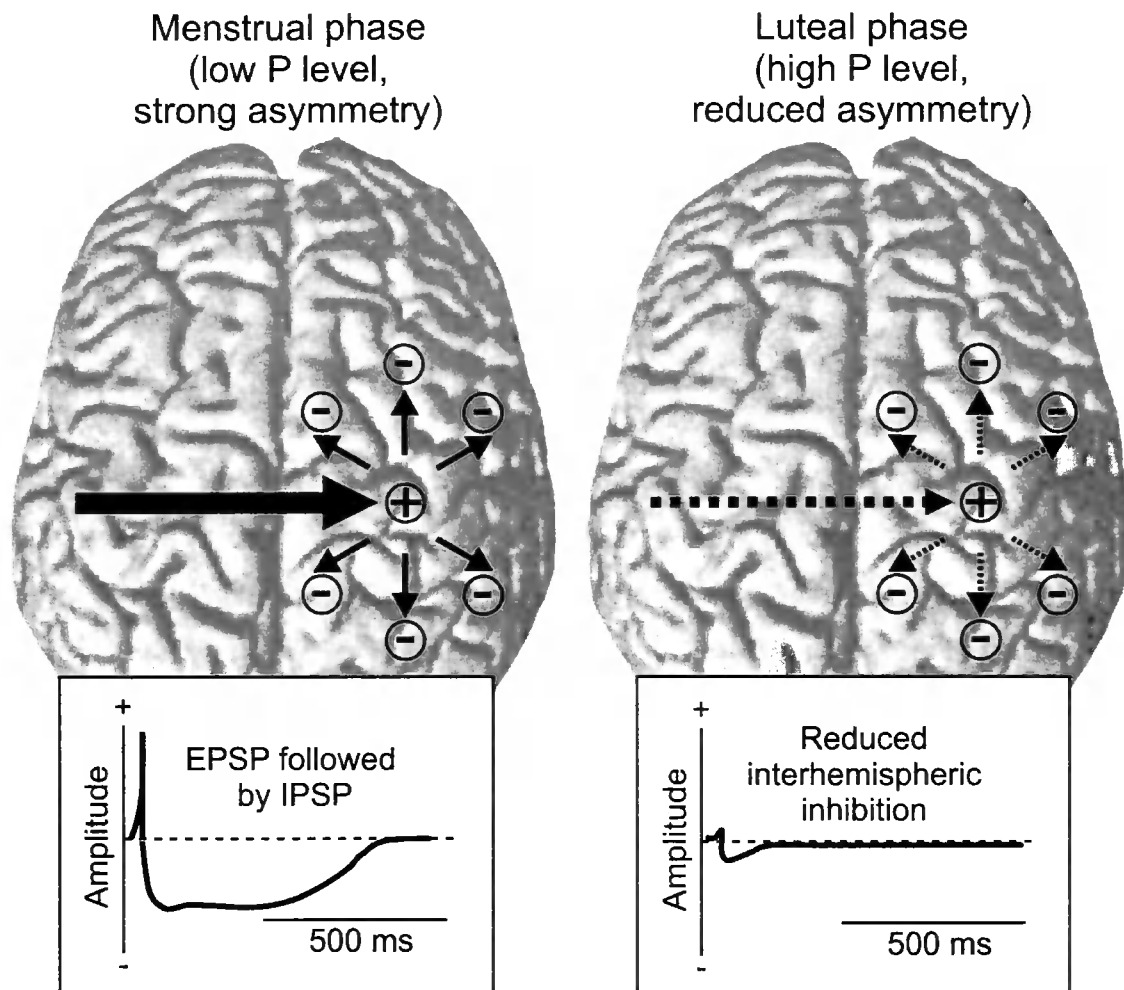 Menstrual phase
(low P level,
strong asymmetry)
Luteal phase
(high P level,
reduced asymmetry)
-
-
-
+
-
-
-
-
-
-
+
-
-
-
+
Amplitude
-
EPSP followed
by IPSP
500 ms
+
Amplitude
-
Reduced
interhemispheric
inhibition
500 ms